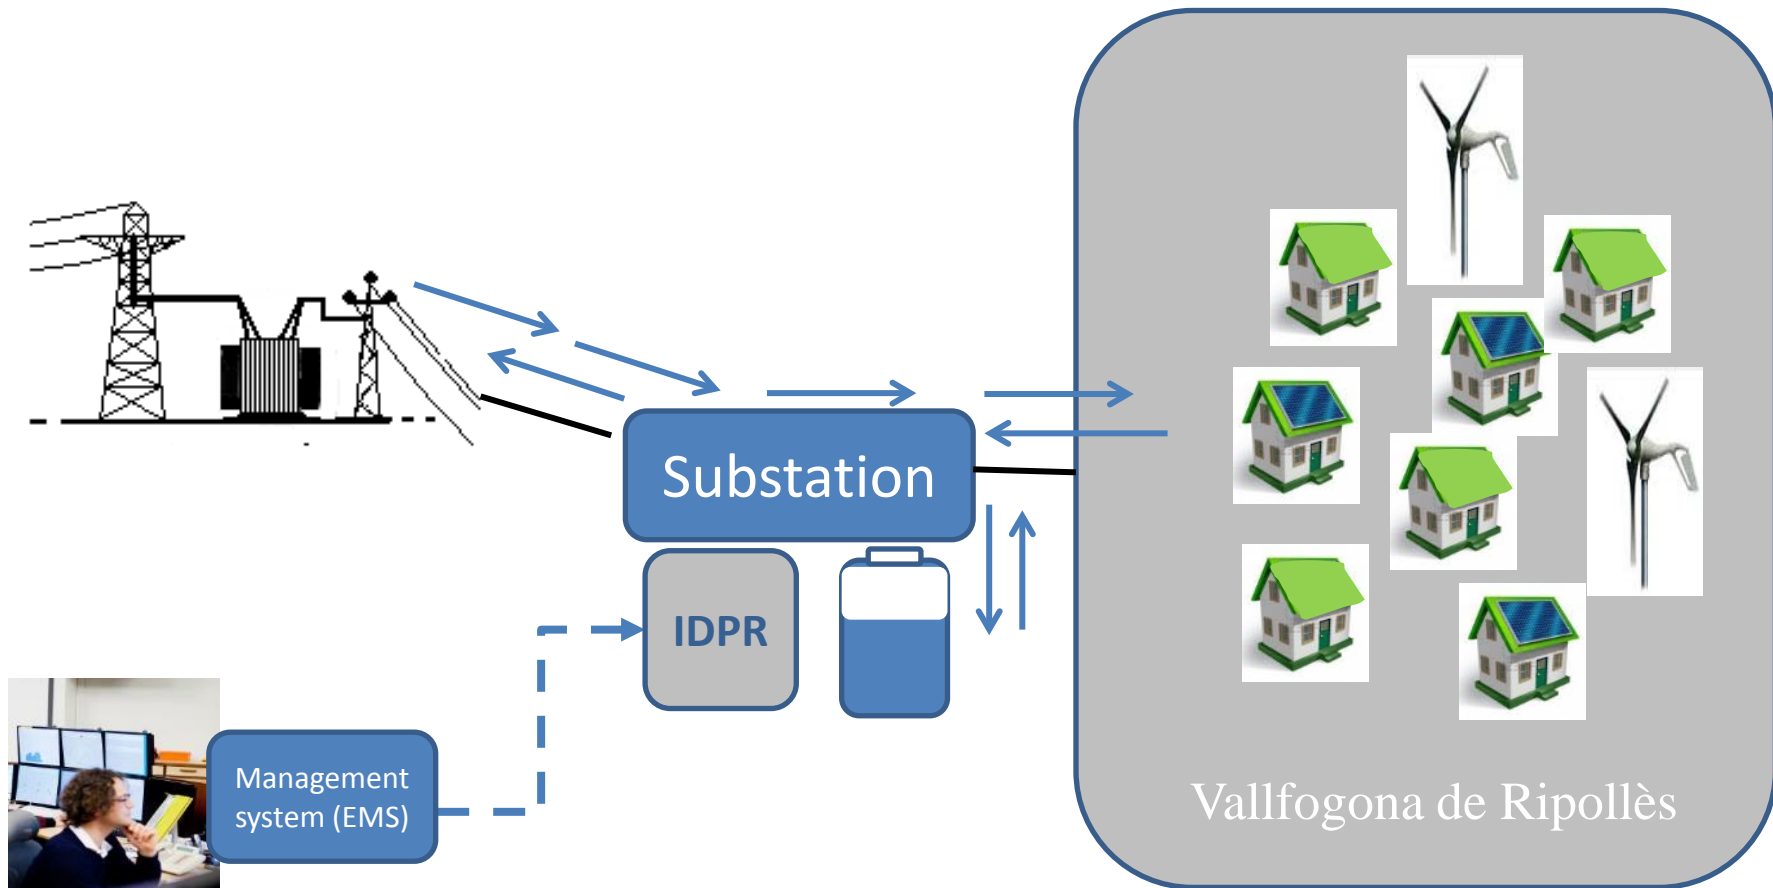 Substation
IDPR
Management
system (EMS)
Vallfogona de Ripollès